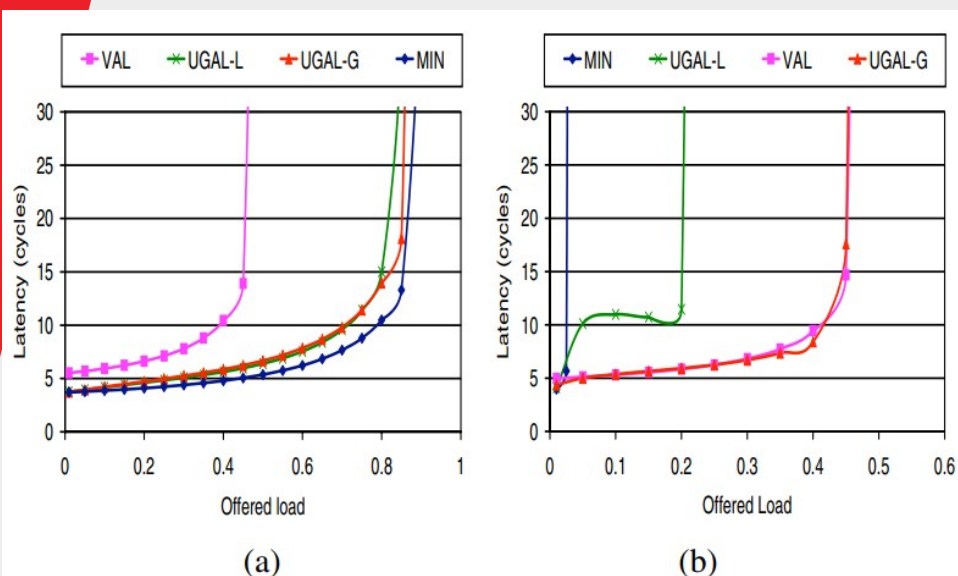 VAL UGAL-L UGAL-G MIN
30
25
20
15
10
5
0
Latency (cycles)
0 0.2 0.4 0.6 0.8 1
Offered load
(a)
MIN UGAL-L VAL UGAL-G
30
25
20
15
10
5
0
Latency (cycles)
0 0.1 0.2 0.3 0.4 0.5 0.6
Offered Load
(b)